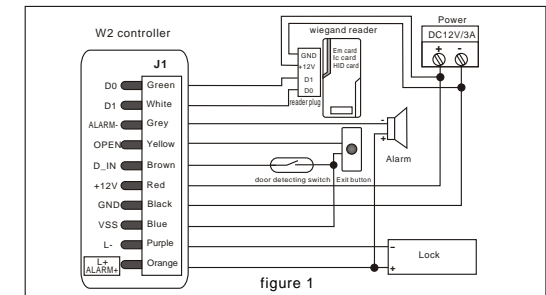 W2 controller
J1
D0 Green
D1 White
ALARM- Grey
OPEN Yellow
D_IN Brown
+12V Red
GND Black
VSS Blue
L- Purple
L+
ALARM+
Orange
wiegand reader
GND
+12V
D1
D0
reader plug
Em card
Ic card
HID card
Power
DC12V/3A
+ -
-
+
Alarm
door detecting switch
Exit button
-
+
Lock
figure 1